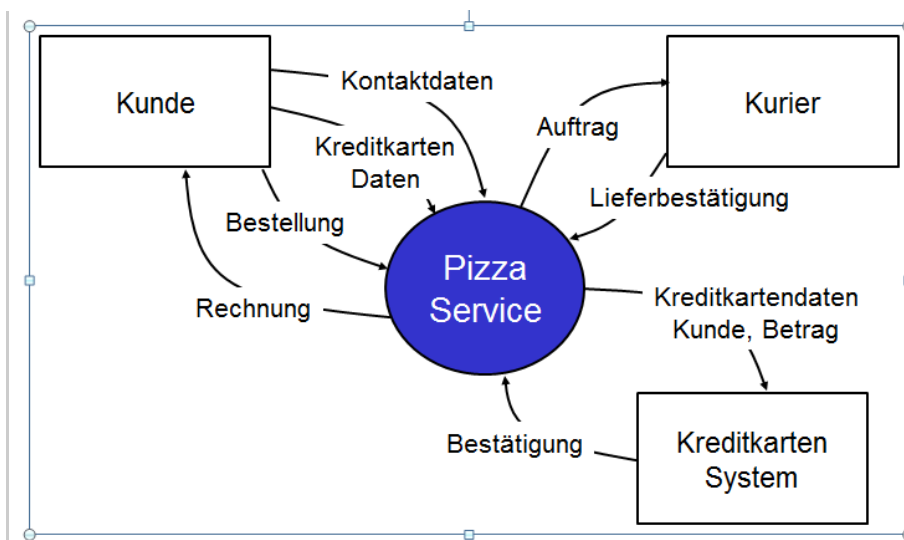 Kunde
Kontaktdaten
Kreditkarten
Daten
Bestellung
Rechnung
Auftrag
Kurier
Lieferbestätigung
Pizza
Service
Kreditkartendaten
Kunde, Betrag
Bestätigung
Kreditkarten
System